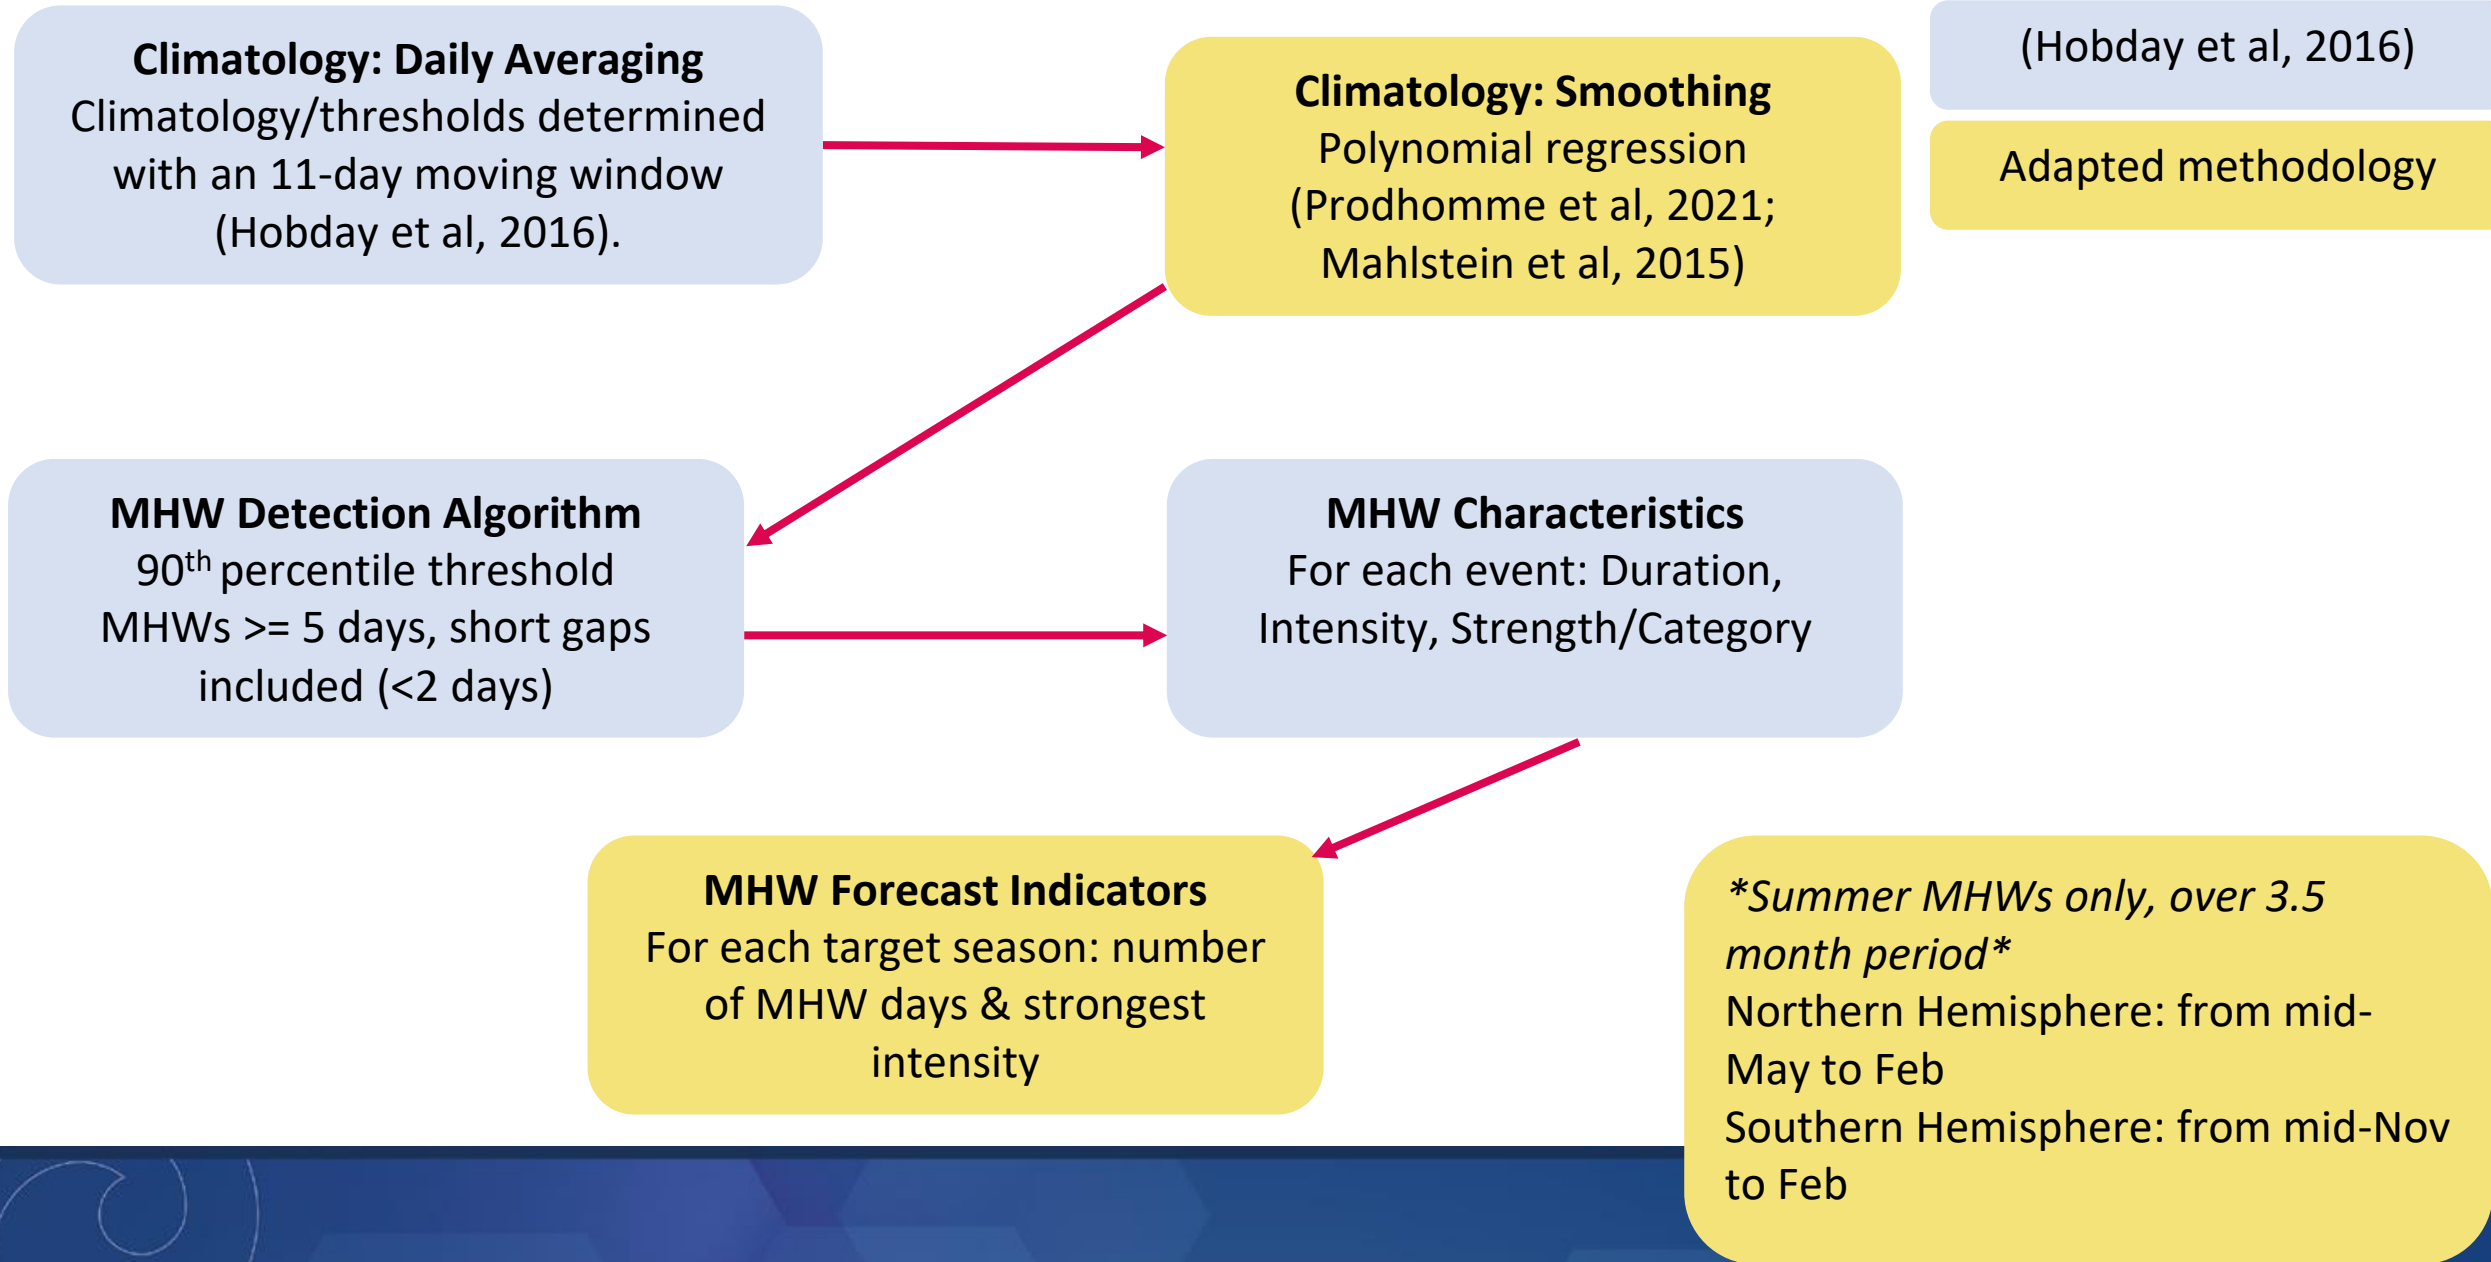 Climatology: Daily Averaging
Climatology/thresholds determined
with an 11-day moving window
(Hobday et al, 2016).
Climatology: Smoothing
Polynomial regression
(Prodhomme et al, 2021;
Mahlstein et al, 2015)
(Hobday et al, 2016)
Adapted methodology
MHW Detection Algorithm
90th percentile threshold
MHWs >= 5 days, short gaps
included (<2 days)
MHW Characteristics
For each event: Duration,
Intensity, Strength/Category
MHW Forecast Indicators
For each target season: number
of MHW days & strongest
intensity
*Summer MHWs only, over 3.5
month period*
Northern Hemisphere: from mid-
May to Feb
Southern Hemisphere: from mid-Nov
to Feb